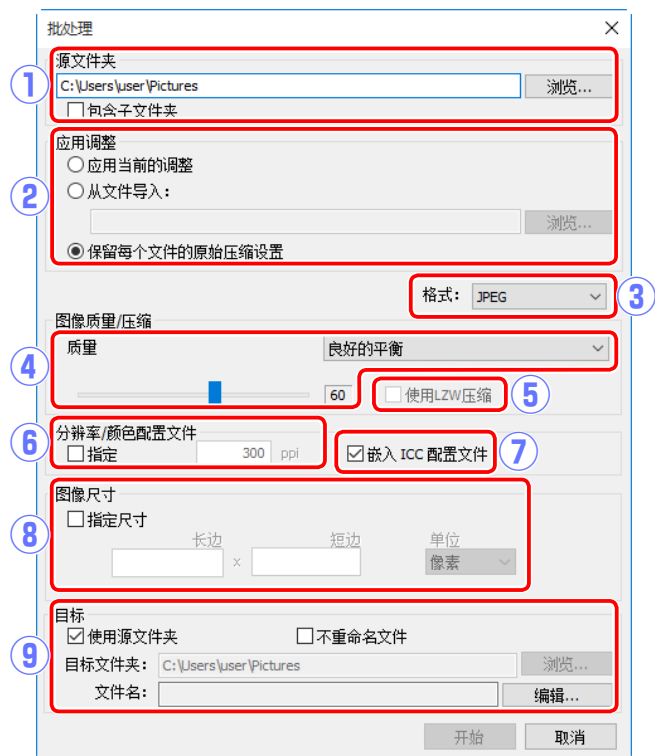 批处理
源文件夹
①
C:\Users\user\Pictures 浏览...
包含子文件夹
应用调整
应用当前的调整
② 从文件导入:
浏览...
保留每个文件的原始压缩设置
格式: JPEG ③
图像质量/压缩
质量 良好的平衡
④
60 使用LZW压缩 ⑤
分辨率/颜色配置文件
⑥ 指定 300 ppi 嵌入 ICC 配置文件 ⑦
图像尺寸
指定尺寸
⑧ 长边 短边 单位
x 像素
目标
使用源文件夹 不重命名文件
⑨ 目标文件夹: C:\Users\user\Pictures 浏览...
文件名: 编辑...
开始 取消